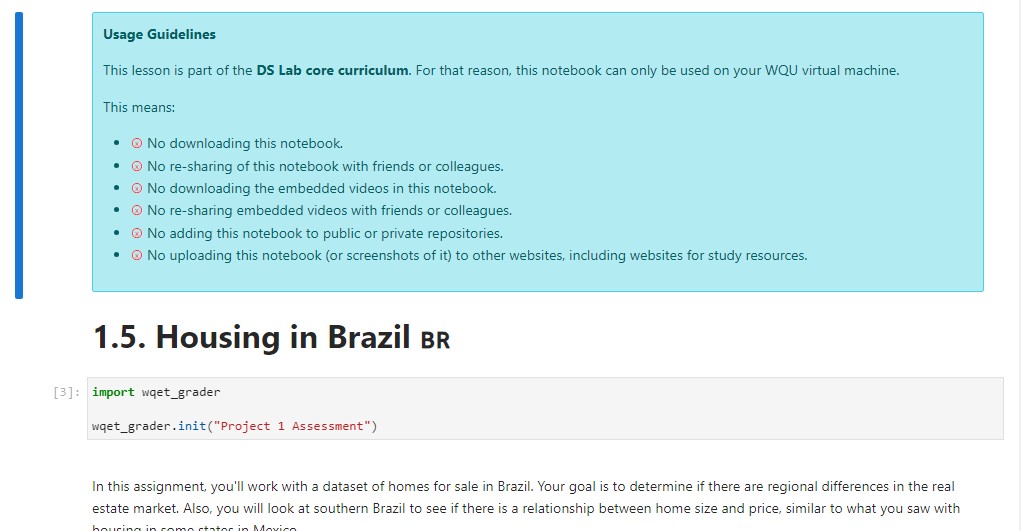 Usage Guidelines
This lesson is part of the DS Lab core curriculum. For that reason, this notebook can only be used on your WQU virtual machine.
This means:
No downloading this notebook.
No re-sharing of this notebook with friends or colleagues.
No downloading the embedded videos in this notebook.
No re-sharing embedded videos with friends or colleagues.
No adding this notebook to public or private repositories.
No uploading this notebook (or screenshots of it) to other websites, including websites for study resources.
1.5. Housing in Brazil BR
[3]: import wqet_grader
wqet_grader.init("Project 1 Assessment")
In this assignment, you'll work with a dataset of homes for sale in Brazil. Your goal is to determine if there are regional differences in the real
estate market. Also, you will look at southern Brazil to see if there is a relationship between home size and price, similar to what you saw with
housing in some states in Mexico.